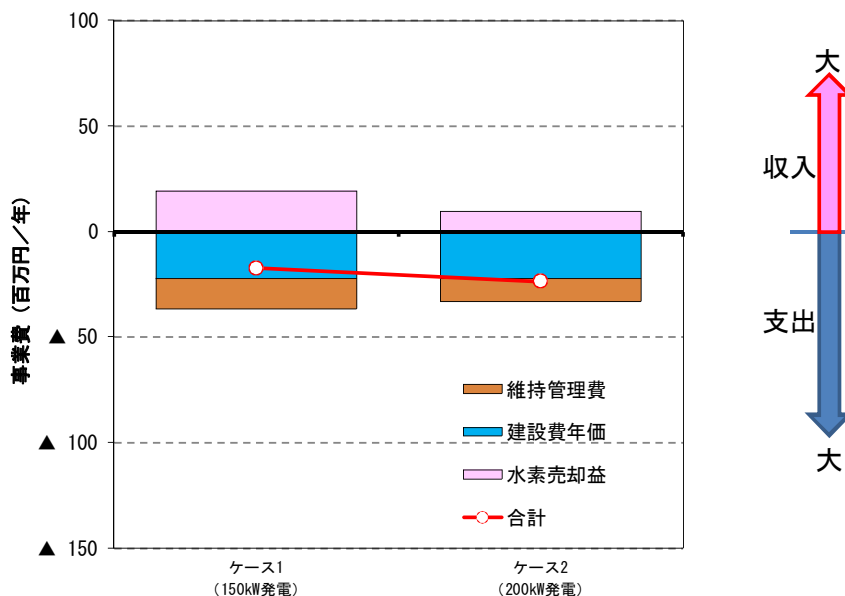 事業費（百万円／年）
100
50
0
▲ 50
▲ 100
▲ 150
維持管理費
建設費年価
水素売却益
合計
ケース1
（150kW発電）
ケース2
（200kW発電）
大
収入
支出
大